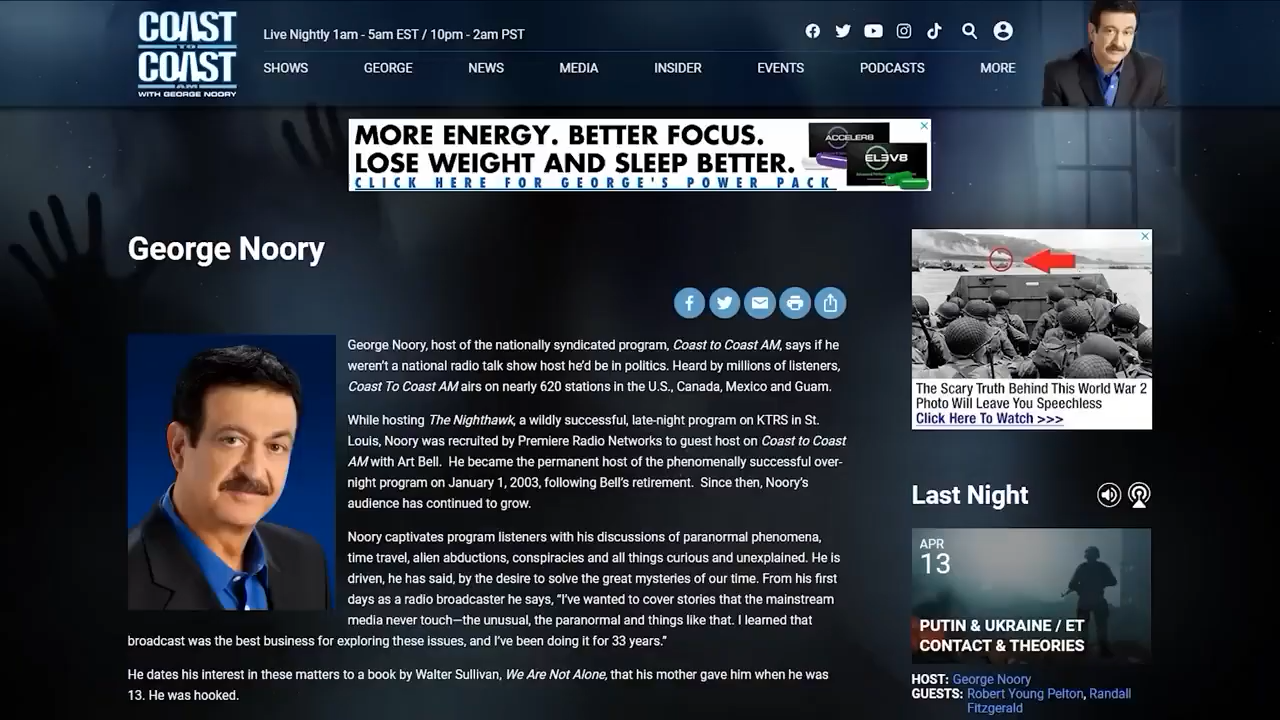 COAST
TO
COAST
AM
WITH GEORGE NOORY
Live Nightly 1am - 5am EST / 10pm - 2am PST
SHOWS GEORGE NEWS MEDIA INSIDER EVENTS PODCASTS MORE
MORE ENERGY. BETTER FOCUS.
LOSE WEIGHT AND SLEEP BETTER.
CLICK HERE FOR GEORGE'S POWER PACK
ACCELER8
ELEV8
George Noory
George Noory, host of the nationally syndicated program, Coast to Coast AM, says if he
weren't a national radio talk show host he'd be in politics. Heard by millions of listeners,
Coast To Coast AM airs on nearly 620 stations in the U.S., Canada, Mexico and Guam.
While hosting The Nighthawk, a wildly successful, late-night program on KTRS in St.
Louis, Noory was recruited by Premiere Radio Networks to guest host on Coast to Coast
AM with Art Bell.  He became the permanent host of the phenomenally successful over-
night program on January 1, 2003, following Bell's retirement.  Since then, Noory's
audience has continued to grow.
Noory captivates program listeners with his discussions of paranormal phenomena,
time travel, alien abductions, conspiracies and all things curious and unexplained. He is
driven, he has said, by the desire to solve the great mysteries of our time. From his first
days as a radio broadcaster he says, "I've wanted to cover stories that the mainstream
media never touch—the unusual, the paranormal and things like that. I learned that
broadcast was the best business for exploring these issues, and I've been doing it for 33 years."
He dates his interest in these matters to a book by Walter Sullivan, We Are Not Alone, that his mother gave him when he was
13. He was hooked.
The Scary Truth Behind This World War 2
Photo Will Leave You Speechless
Click Here To Watch >>>
Last Night
APR
13
PUTIN & UKRAINE / ET
CONTACT & THEORIES
HOST: George Noory
GUESTS: Robert Young Pelton, Randall
Fitzgerald